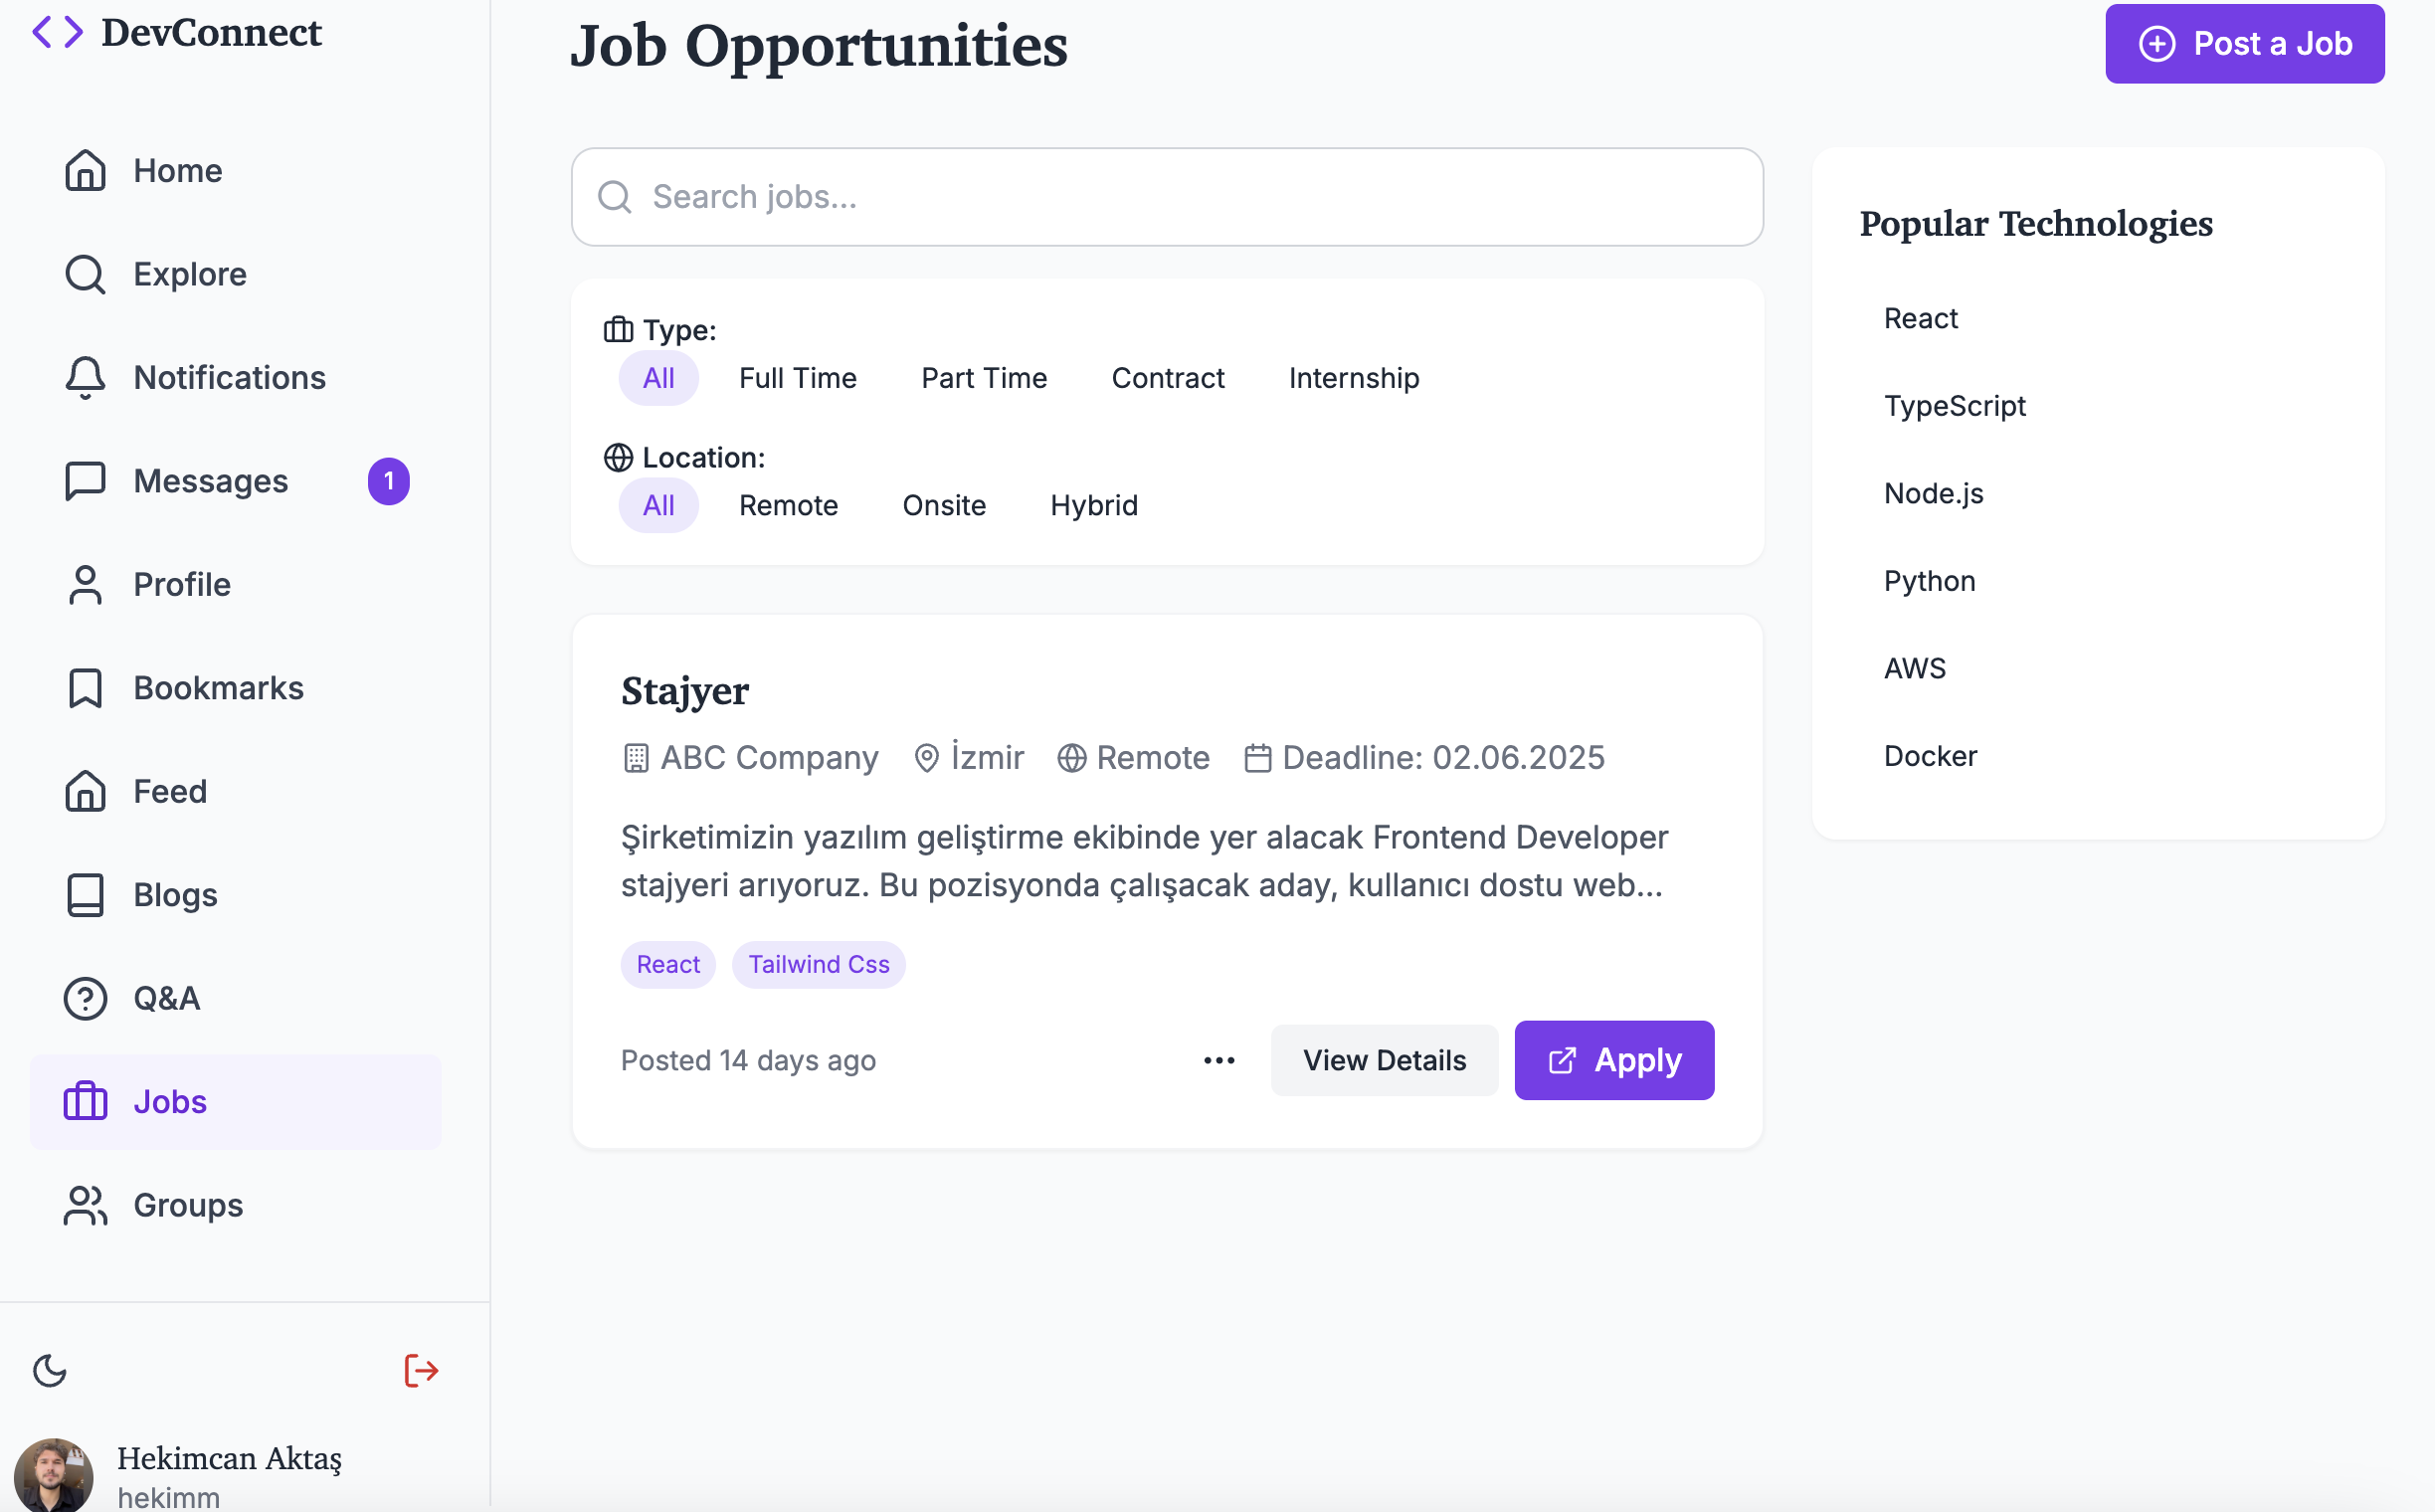 DevConnect
Home
Explore
Notifications
Messages 1
Profile
Bookmarks
Feed
Blogs
Q&A
Jobs
Groups
Hekimcan Aktaş
hekimm
Job Opportunities
Post a Job
Search jobs...
Type:
All Full Time Part Time Contract Internship
Location:
All Remote Onsite Hybrid
Stajyer
ABC Company İzmir Remote Deadline: 02.06.2025
Şirketimizin yazılım geliştirme ekibinde yer alacak Frontend Developer
stajyeri arıyoruz. Bu pozisyonda çalışacak aday, kullanıcı dostu web...
React Tailwind Css
Posted 14 days ago ... View Details Apply
Popular Technologies
React
TypeScript
Node.js
Python
AWS
Docker